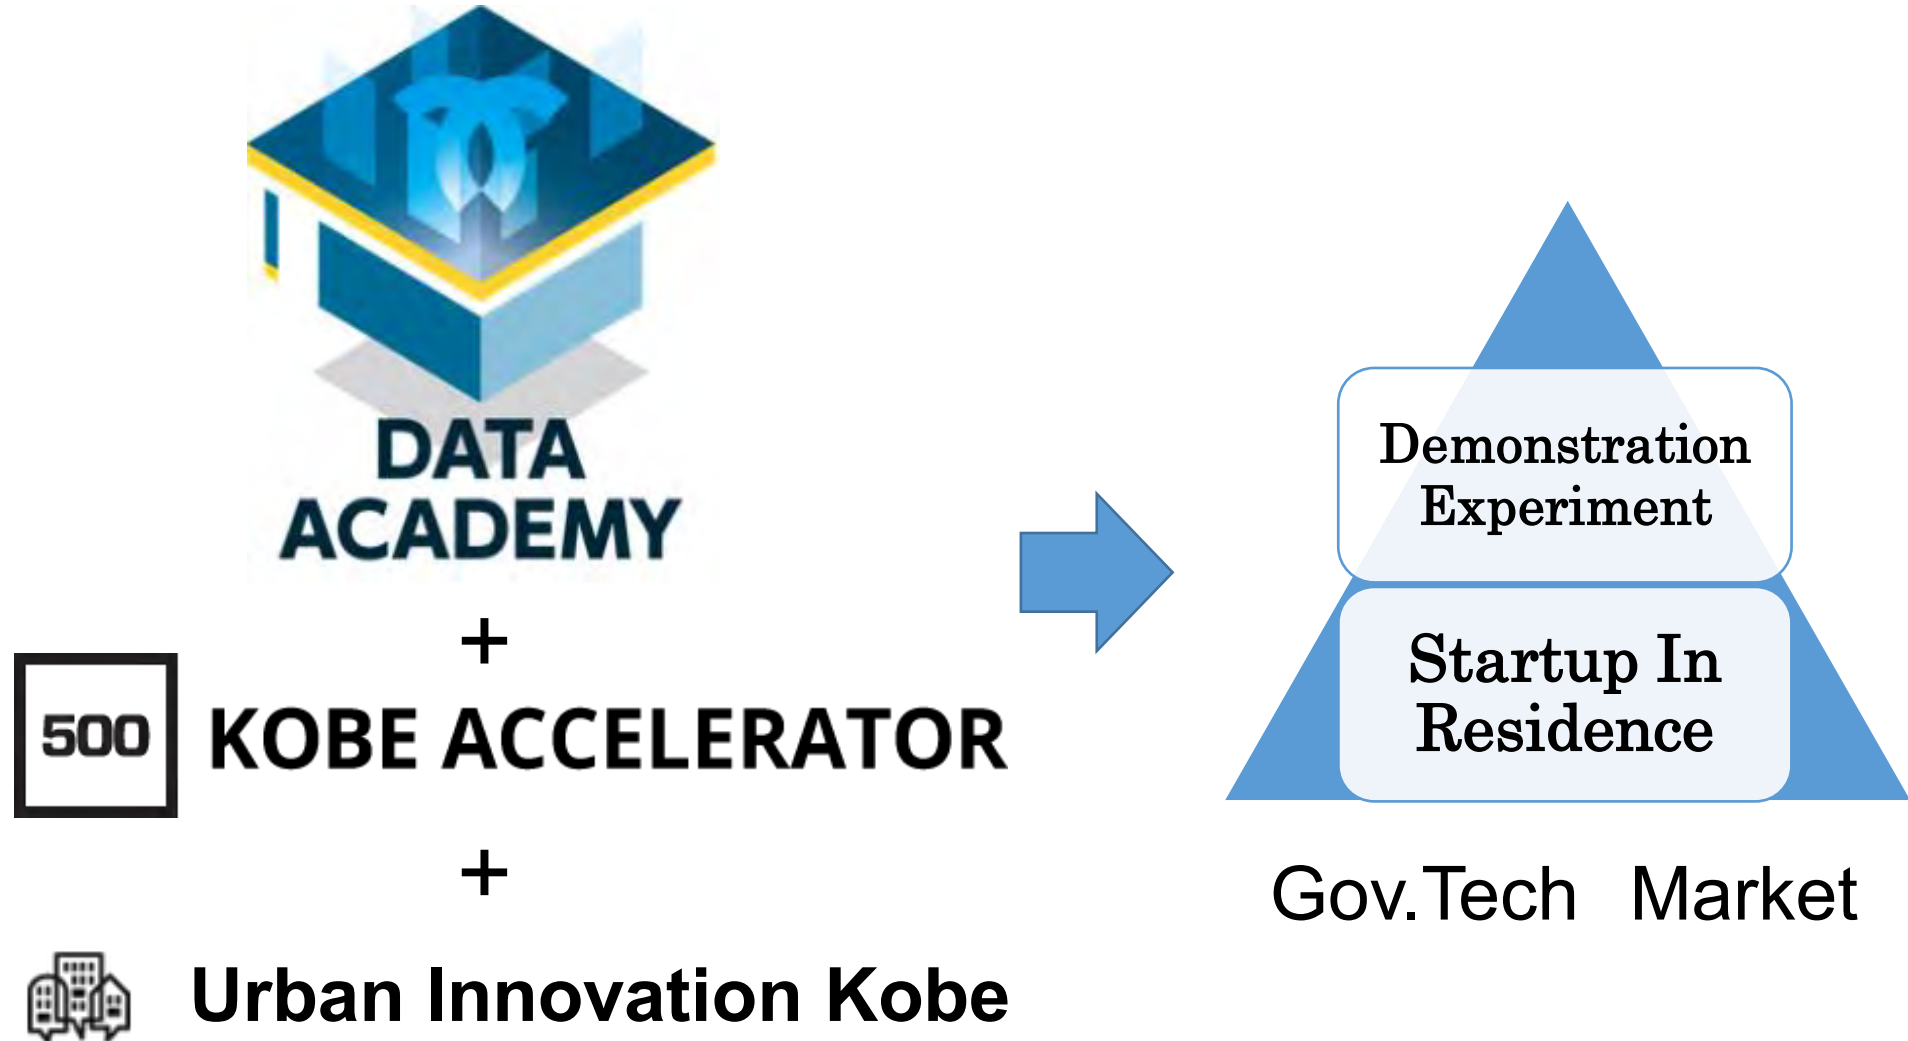 DATA
ACADEMY
+
500 KOBE ACCELERATOR
+
Urban Innovation Kobe
Demonstration
Experiment
Startup In
Residence
Gov.Tech Market